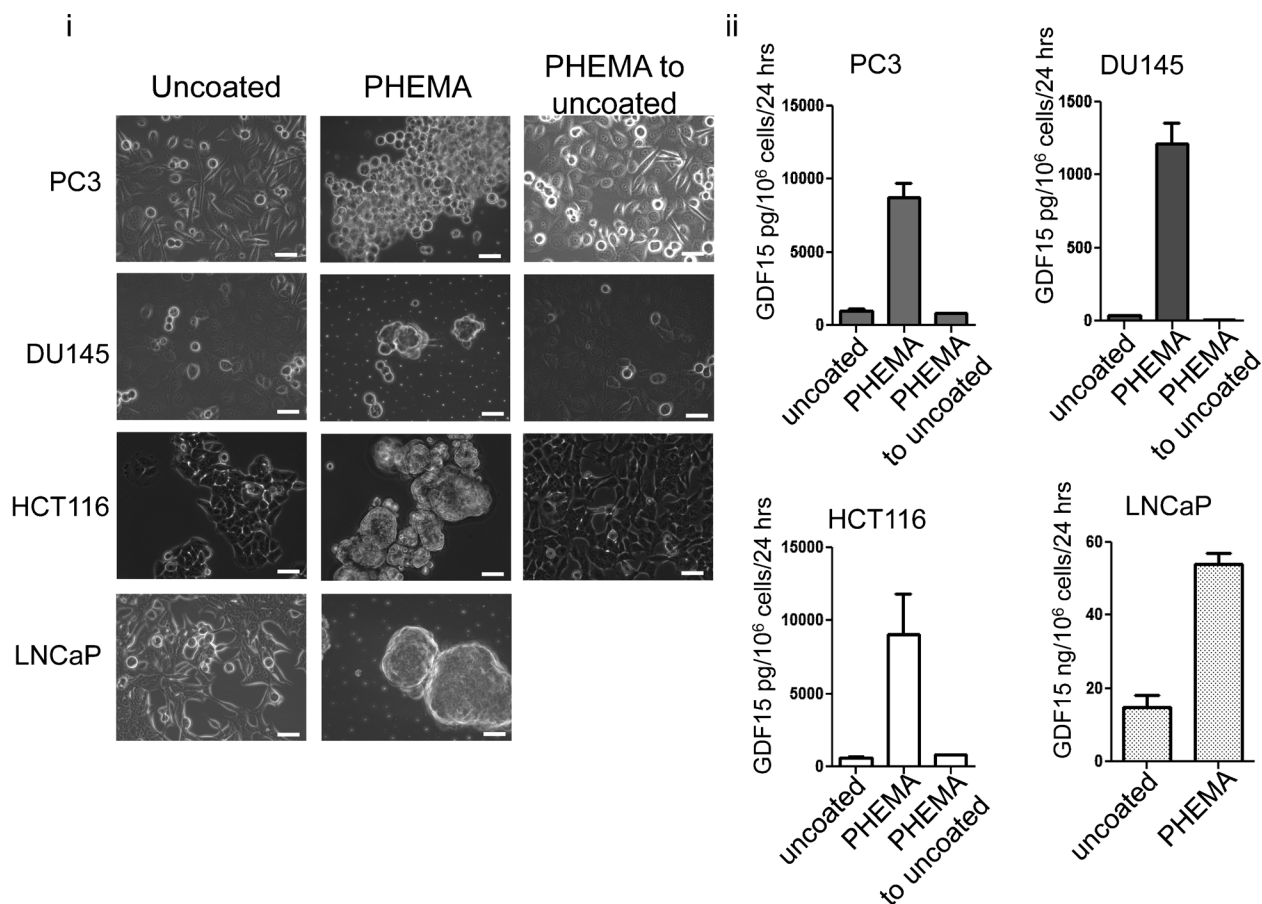 i
Uncoated
PHEMA
PHEMA to
uncoated
PC3
DU145
HCT116
LNCaP
ii
PC3
GDF15 pg/10⁶ cells/24 hrs
15000
10000
5000
0
uncoated
PHEMA
PHEMA
to uncoated
DU145
GDF15 pg/10⁶ cells/24 hrs
1500
1000
500
0
uncoated
PHEMA
PHEMA
to uncoated
HCT116
GDF15 pg/10⁶ cells/24 hrs
15000
10000
5000
0
uncoated
PHEMA
PHEMA
to uncoated
LNCaP
GDF15 ng/10⁶ cells/24 hrs
60
40
20
0
uncoated
PHEMA